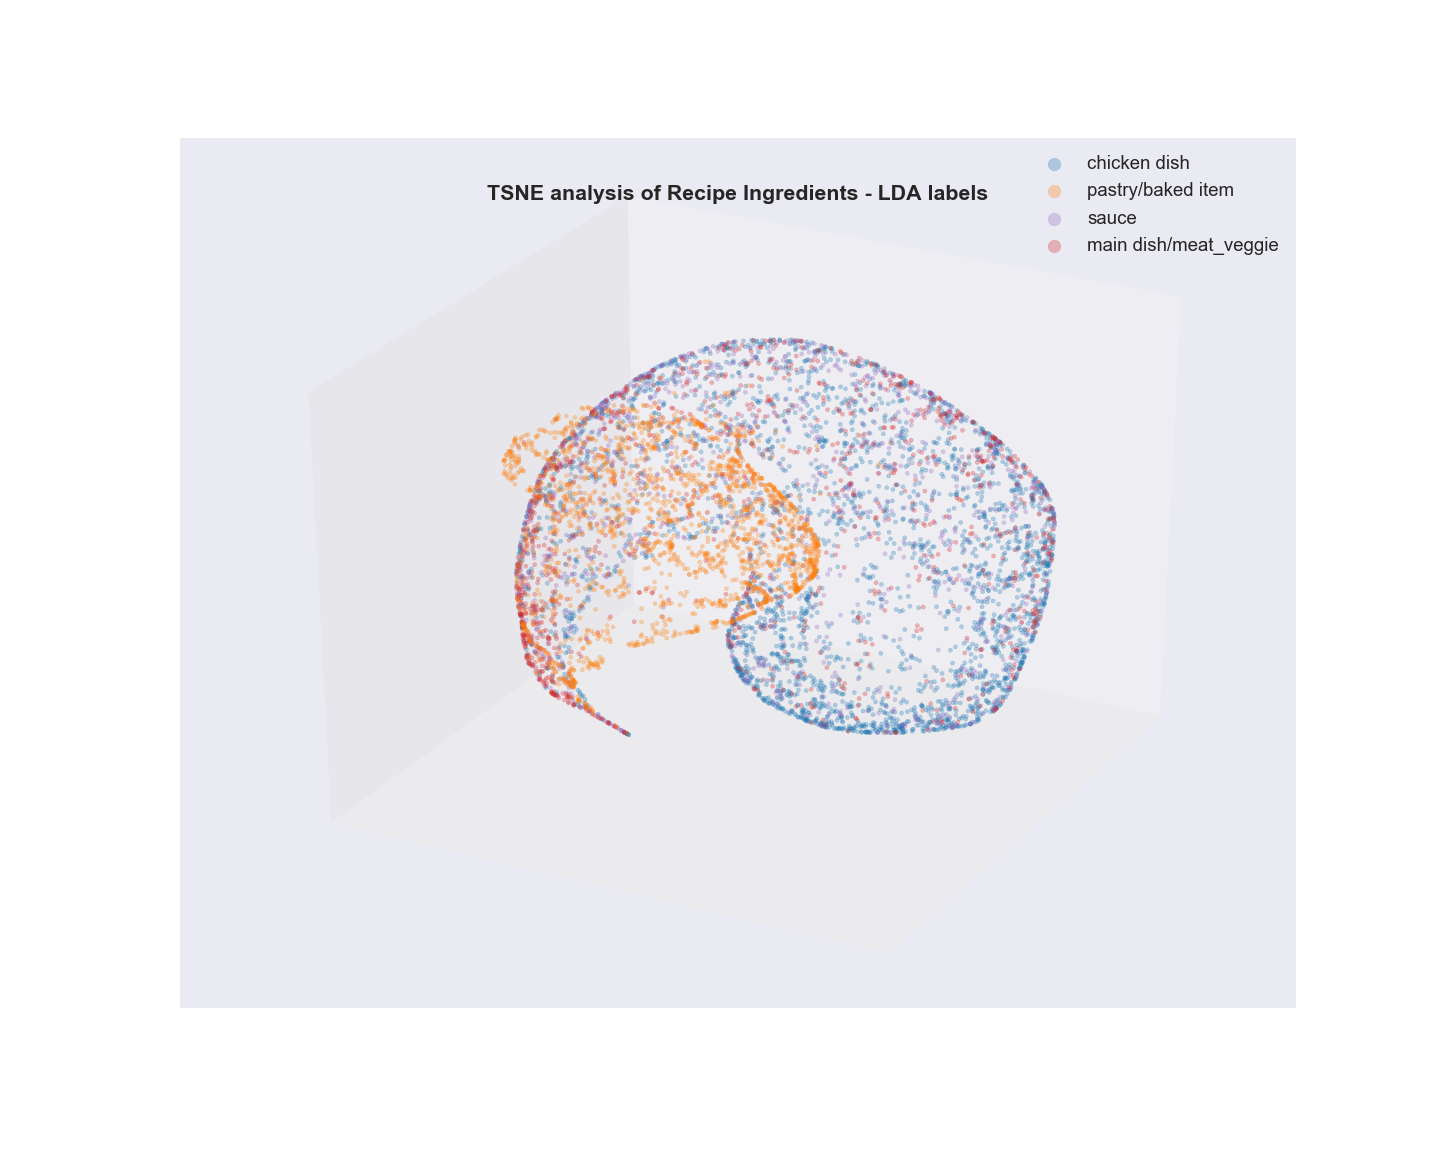 TSNE analysis of Recipe Ingredients - LDA labels
chicken dish
pastry/baked item
sauce
main dish/meat_veggie